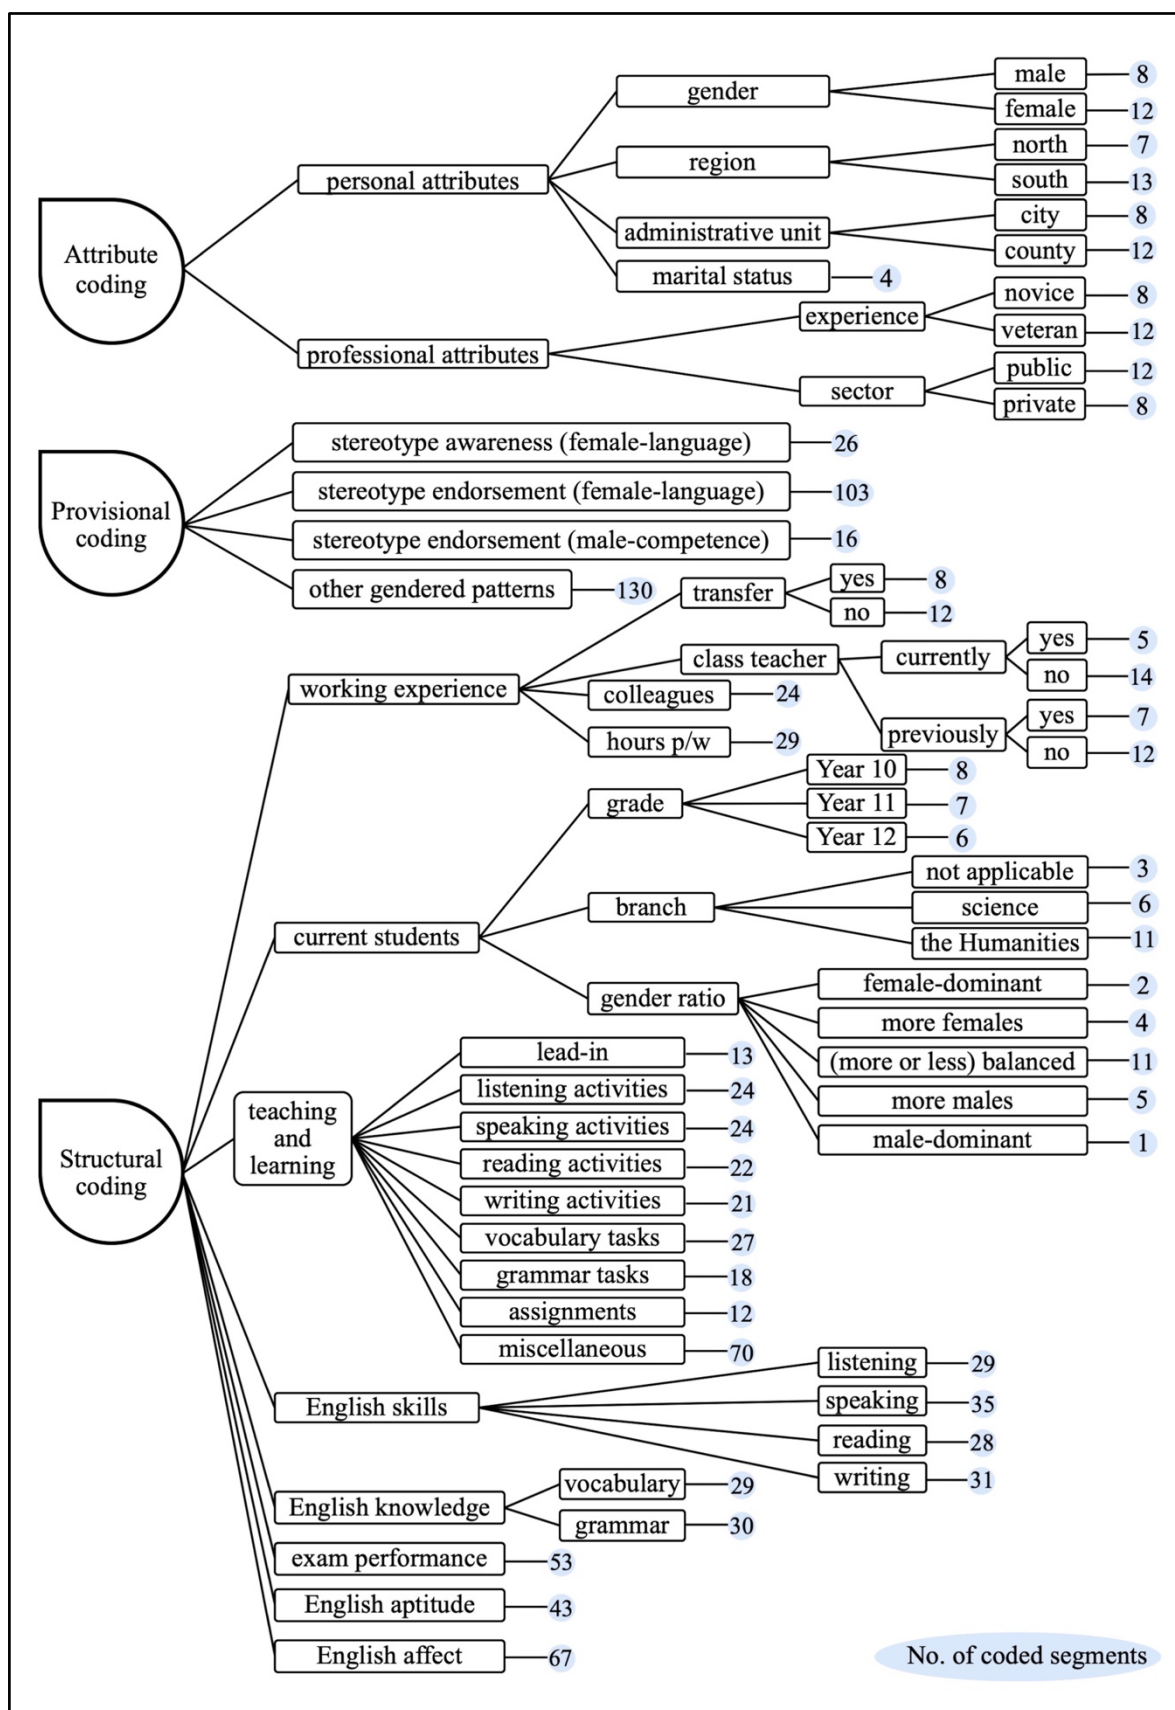 Attribute
coding
personal attributes
gender
male
8
female
12
region
north
7
south
13
administrative unit
city
8
county
12
marital status
4
professional attributes
experience
novice
8
veteran
12
sector
public
12
private
8
Provisional
coding
stereotype awareness (female-language)
26
stereotype endorsement (female-language)
103
stereotype endorsement (male-competence)
16
other gendered patterns
130
Structural
coding
working experience
transfer
yes
8
no
12
class teacher
currently
yes
5
no
14
previously
yes
7
no
12
colleagues
24
hours p/w
29
current students
grade
Year 10
8
Year 11
7
Year 12
6
branch
not applicable
3
science
6
the Humanities
11
gender ratio
female-dominant
2
more females
4
(more or less) balanced
11
more males
5
male-dominant
1
teaching
and
learning
lead-in
13
listening activities
24
speaking activities
24
reading activities
22
writing activities
21
vocabulary tasks
27
grammar tasks
18
assignments
12
miscellaneous
70
English skills
listening
29
speaking
35
reading
28
writing
31
English knowledge
vocabulary
29
grammar
30
exam performance
53
English aptitude
43
English affect
67
No. of coded segments